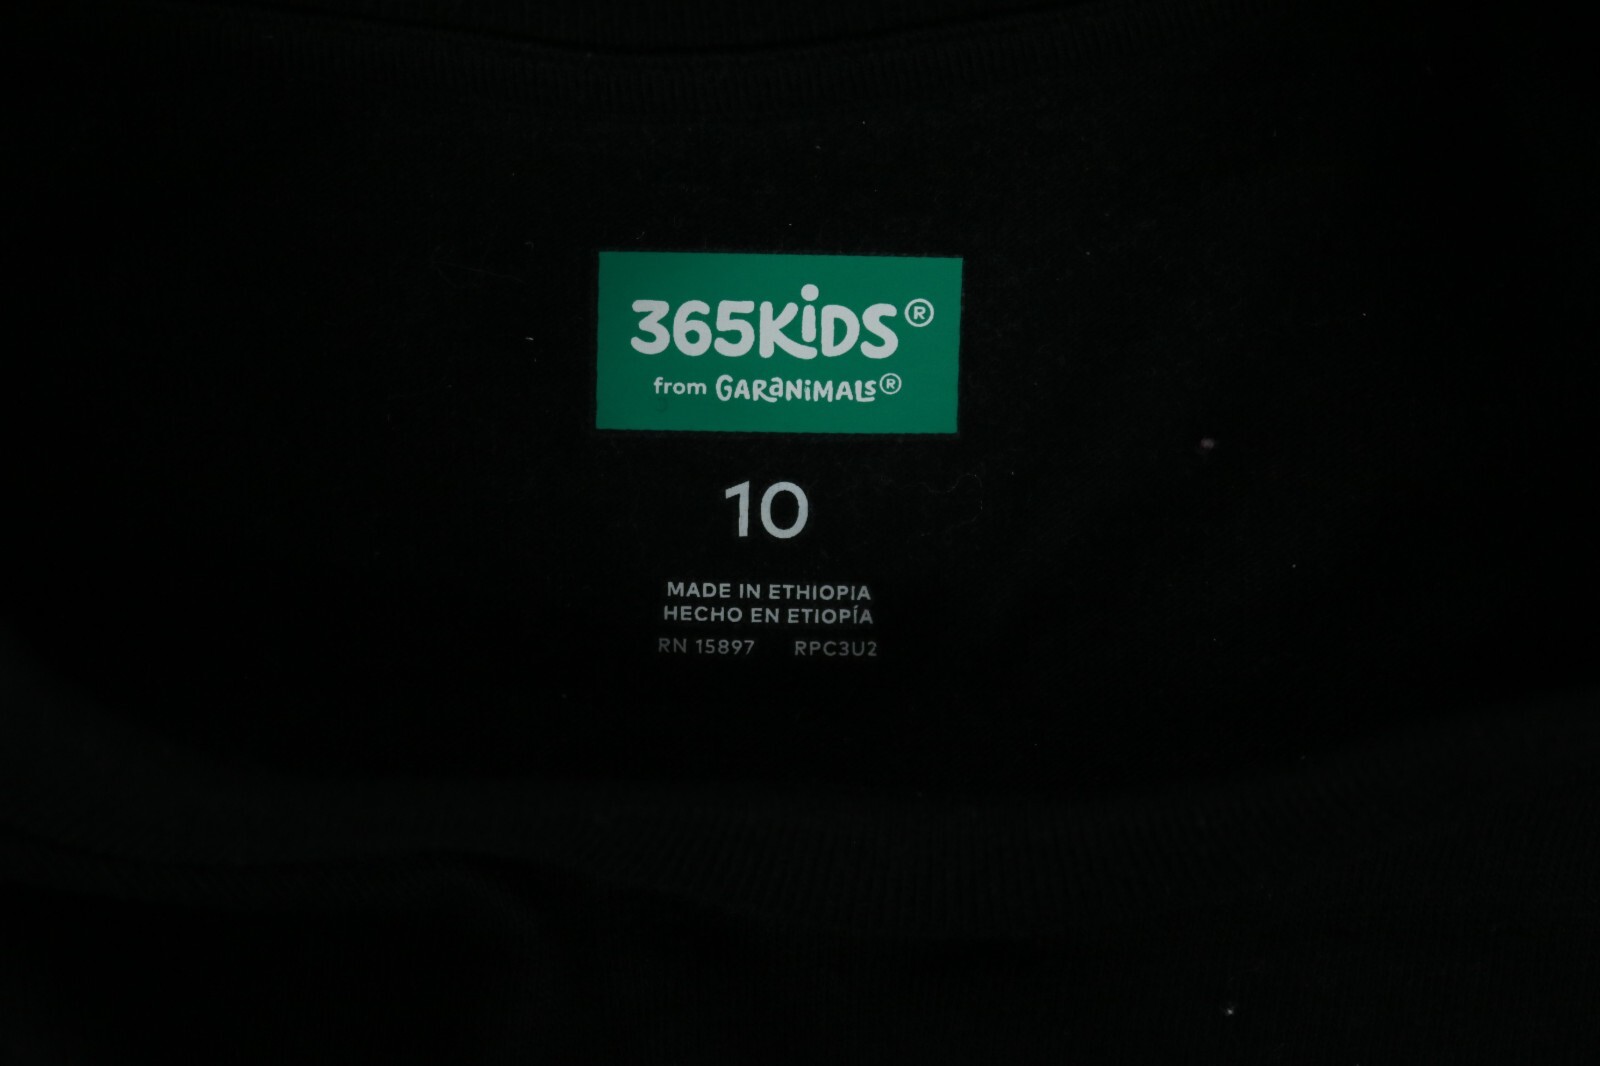 365KiDS®
from GARANiMALS®
10
MADE IN ETHIOPIA
HECHO EN ETIOPÍA
RN 15897 RPC3U2